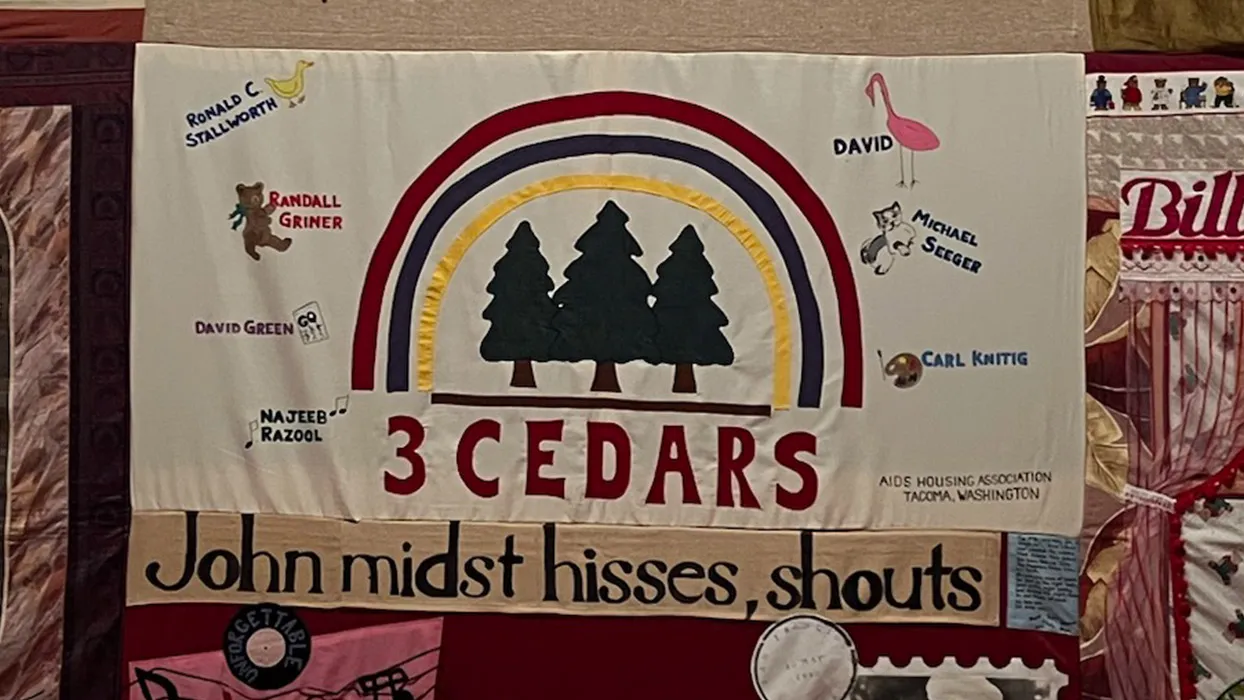 RONALD C.
STALLWORTH
DAVID
RANDALL
GRINER
MICHAEL
SEEGER
DAVID GREEN
GO
CARL KNITIG
NAJEEB
RAZOOL
3 CEDARS
AIDS HOUSING ASSOCIATION
TACOMA, WASHINGTON
Bill
John midst hisses, shouts
UNFORGETTABLE